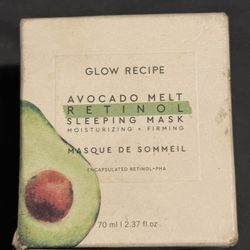 GLOW RECIPE
AVOCADO MELT
RETINOL
SLEEPING MASK
MOISTURIZING + FIRMING
MASQUE DE SOMMEIL
ENCAPSULATED RETINOL+PHA
70 ml | 2.37 fl.oz